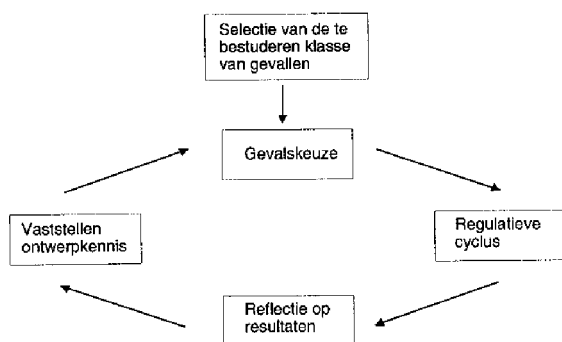 Selectie van de te
bestuderen klasse
van gevallen
Gevalskeuze
Vaststellen
ontwerpkennis
Regulatieve
cyclus
Reflectie op
resultaten